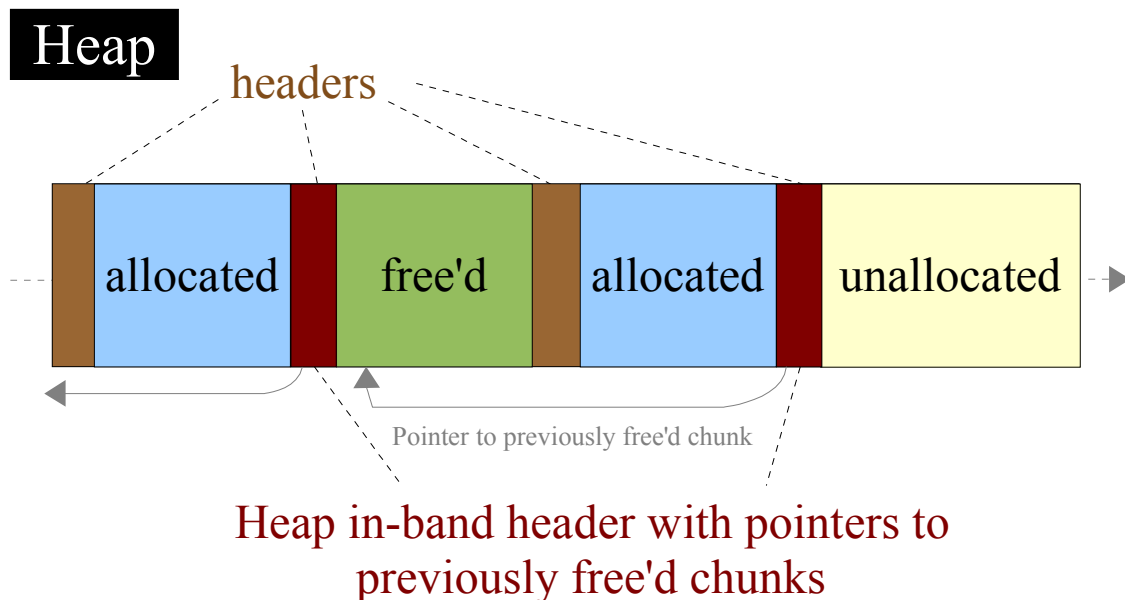 Heap
headers
allocated
free'd
allocated
unallocated
Pointer to previously free'd chunk
Heap in-band header with pointers to
previously free'd chunks